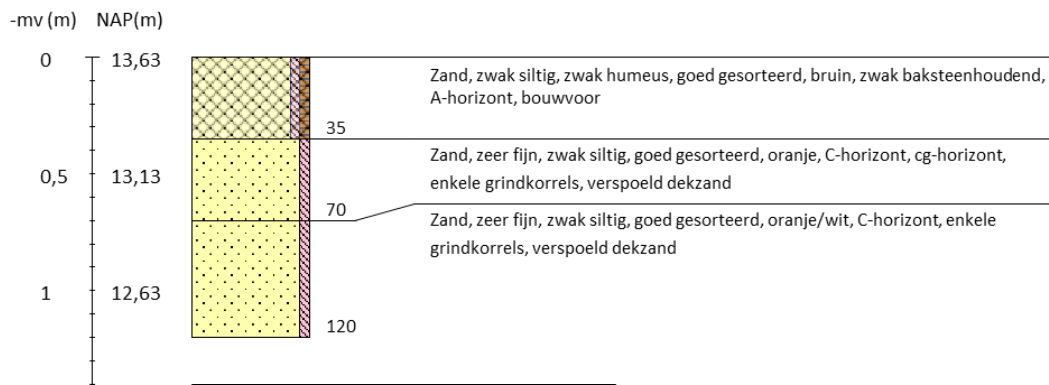 -mv (m) NAP(m)
0 13,63
Zand, zwak siltig, zwak humeus, goed gesorteerd, bruin, zwak baksteenhoudend,
A-horizont, bouwvoor
35
Zand, zeer fijn, zwak siltig, goed gesorteerd, oranje, C-horizont, cg-horizont,
0,5 13,13
enkele grindkorrels, verspoeld dekzand
70
Zand, zeer fijn, zwak siltig, goed gesorteerd, oranje/wit, C-horizont, enkele
grindkorrels, verspoeld dekzand
1 12,63
120